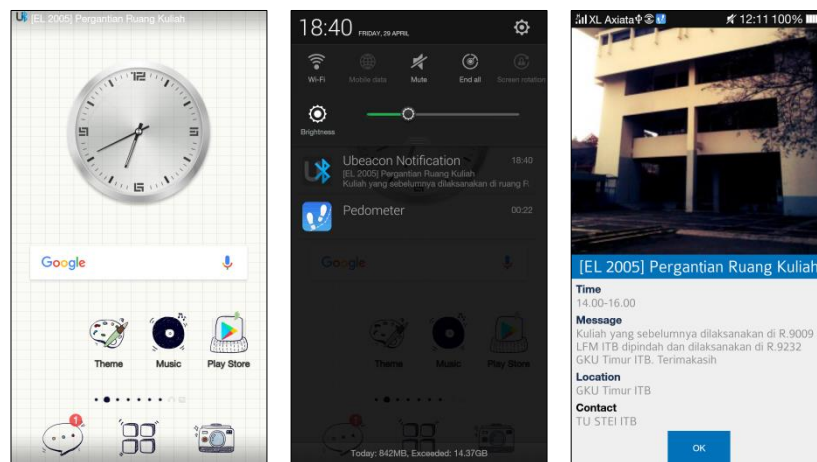 [EL 2005] Pergantian Ruang Kuliah
12
Google
Theme
Music
Play Store
1
18:40 FRIDAY, 29 APRIL
Wi-Fi
Mobile data
Mute
End all
Screen rotation
Brightness
Ubeacon Notification 18:40
[EL 2005] Pergantian Ruang Kuliah
Kuliah yang sebelumnya dilaksanakan di ruang
Pedometer 00:22
Google
Theme
Music
Play Store
Today: 842MB, Exceeded: 14.37GB
XL Axiata 12:11 100%
[EL 2005] Pergantian Ruang Kuliah
Time
14.00-16.00
Message
Kuliah yang sebelumnya dilaksanakan di R.9009
LFM ITB dipindah dan dilaksanakan di R.9232
GKU Timur ITB. Terimakasih
Location
GKU Timur ITB
Contact
TU STEI ITB
OK